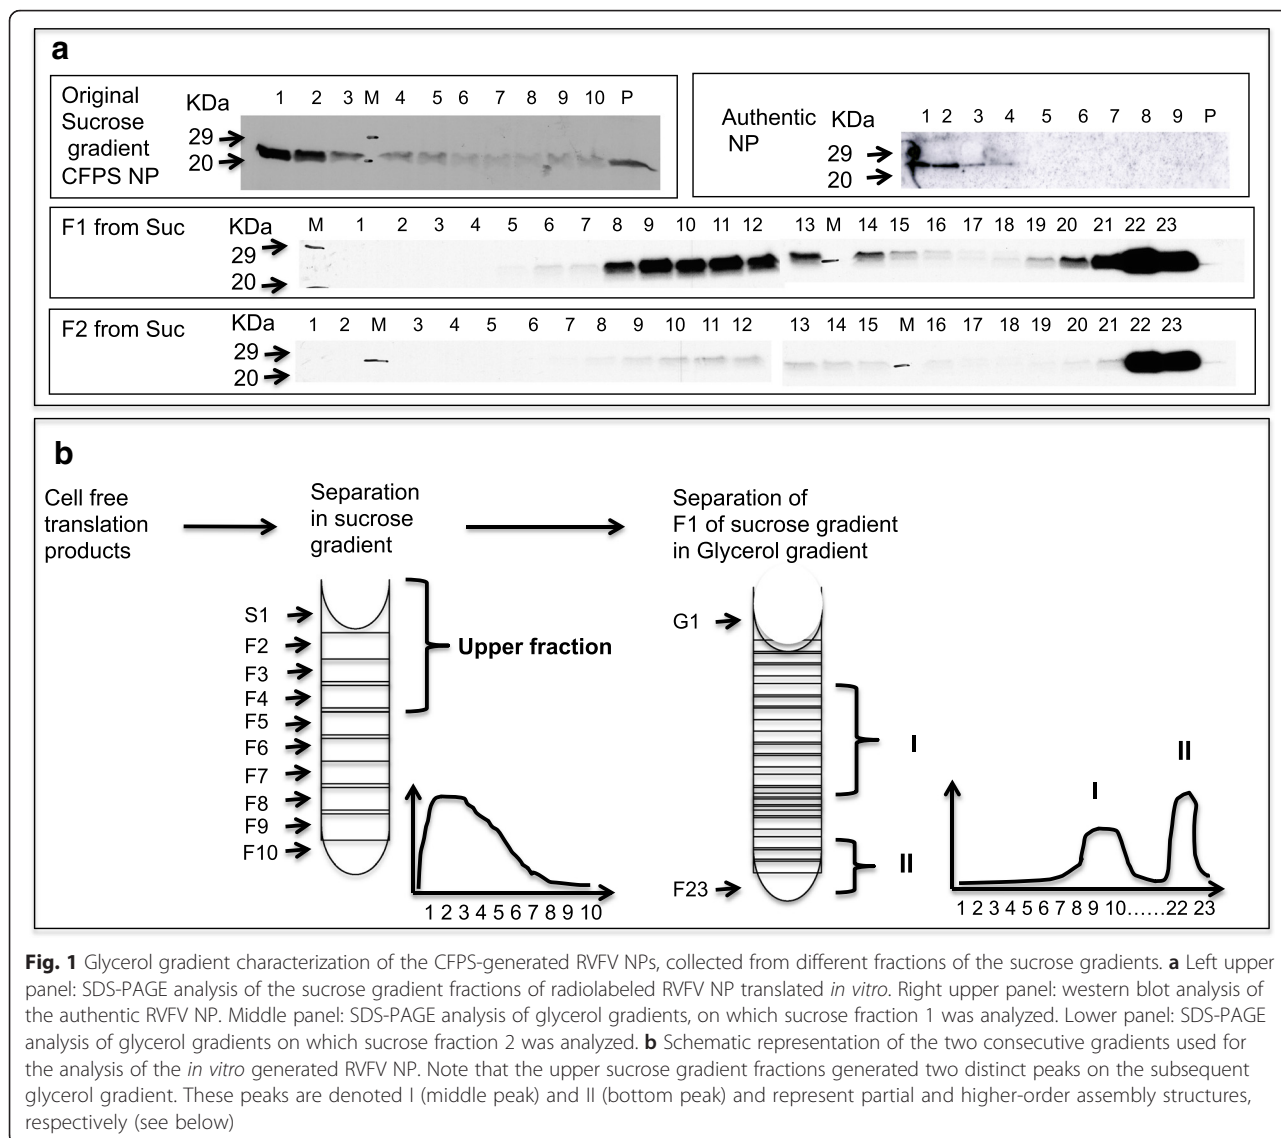 a
Original
Sucrose
gradient
CFPS NP
KDa
1 2 3 M 4 5 6 7 8 9 10 P
29
20
Authentic
NP
KDa
1 2 3 4 5 6 7 8 9 P
29
20
F1 from Suc
KDa
M 1 2 3 4 5 6 7 8 9 10 11 12 13 M 14 15 16 17 18 19 20 21 22 23
29
20
F2 from Suc
KDa
1 2 M 3 4 5 6 7 8 9 10 11 12 13 14 15 M 16 17 18 19 20 21 22 23
29
20
b
Cell free
translation
products
Separation
in sucrose
gradient
Separation of
F1 of sucrose gradient
in Glycerol gradient
S1
F2
F3
F4
F5
F6
F7
F8
F9
F10
Upper fraction
1 2 3 4 5 6 7 8 9 10
G1
F23
I
II
I
II
1 2 3 4 5 6 7 8 9 10......22 23
Fig. 1 Glycerol gradient characterization of the CFPS-generated RVFV NPs, collected from different fractions of the sucrose gradients. a Left upper
panel: SDS-PAGE analysis of the sucrose gradient fractions of radiolabeled RVFV NP translated in vitro. Right upper panel: western blot analysis of
the authentic RVFV NP. Middle panel: SDS-PAGE analysis of glycerol gradients, on which sucrose fraction 1 was analyzed. Lower panel: SDS-PAGE
analysis of glycerol gradients on which sucrose fraction 2 was analyzed. b Schematic representation of the two consecutive gradients used for
the analysis of the in vitro generated RVFV NP. Note that the upper sucrose gradient fractions generated two distinct peaks on the subsequent
glycerol gradient. These peaks are denoted I (middle peak) and II (bottom peak) and represent partial and higher-order assembly structures,
respectively (see below)